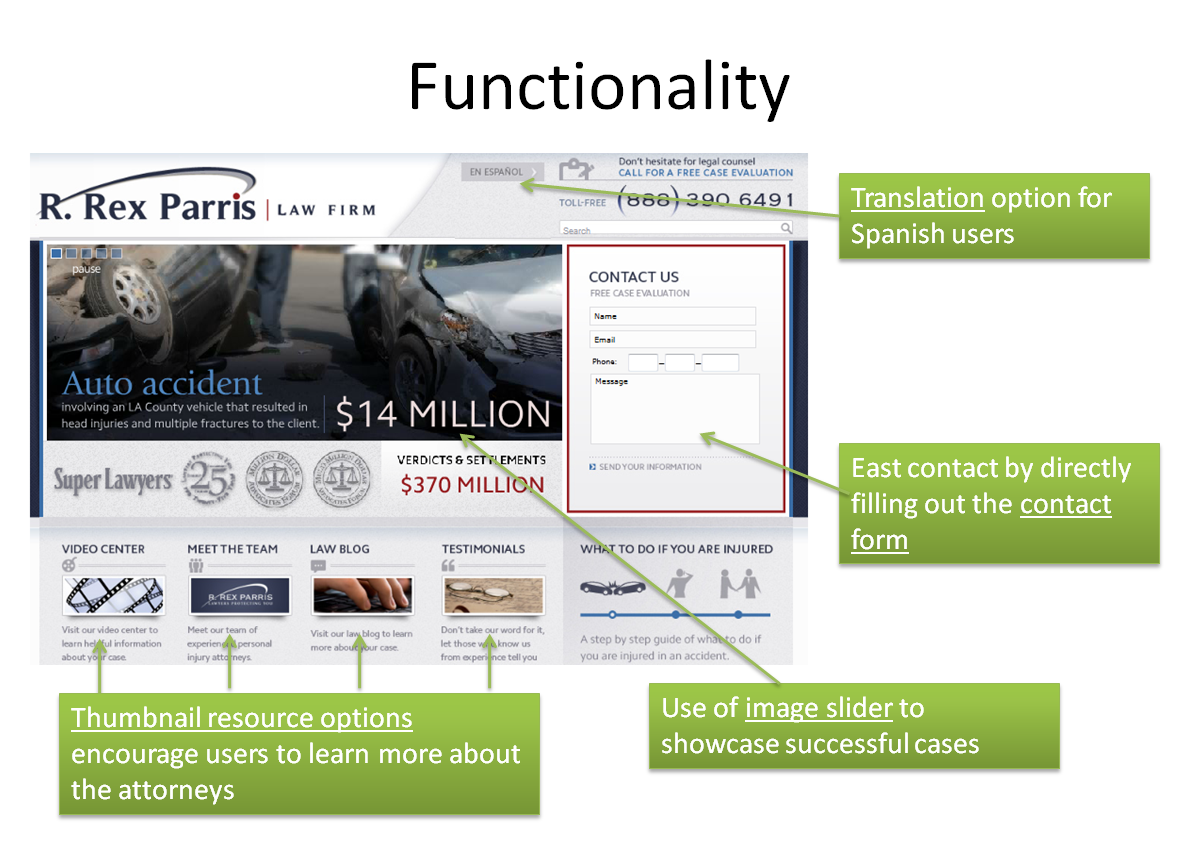 Functionality
EN ESPAÑOL
Don't hesitate for legal counsel
CALL FOR A FREE CASE EVALUATION
TOLL-FREE (888) 390 6491
R. Rex Parris | LAW FIRM
Search
Translation option for
Spanish users
pause
Auto accident
involving an LA County vehicle that resulted in
head injuries and multiple fractures to the client.
$14 MILLION
CONTACT US
FREE CASE EVALUATION
Name
Email
Phone:
Message
SEND YOUR INFORMATION
East contact by directly
filling out the contact
form
Super Lawyers
25
MILLION DOLLAR
ADVOCATES FORUM
VERDICTS & SETTLEMENTS
$370 MILLION
VIDEO CENTER
Visit our video center to
learn helpful information
about your case.
MEET THE TEAM
R. REX PARRIS
LAWYERS PROTECTING YOU
Meet our team of
experienced personal
injury attorneys.
LAW BLOG
Visit our law blog to learn
more about your case.
TESTIMONIALS
Don't take our word for it,
let those who know us
from experience tell you
WHAT TO DO IF YOU ARE INJURED
A step by step guide of what to do if
you are injured in an accident.
Thumbnail resource options
encourage users to learn more about
the attorneys
Use of image slider to
showcase successful cases